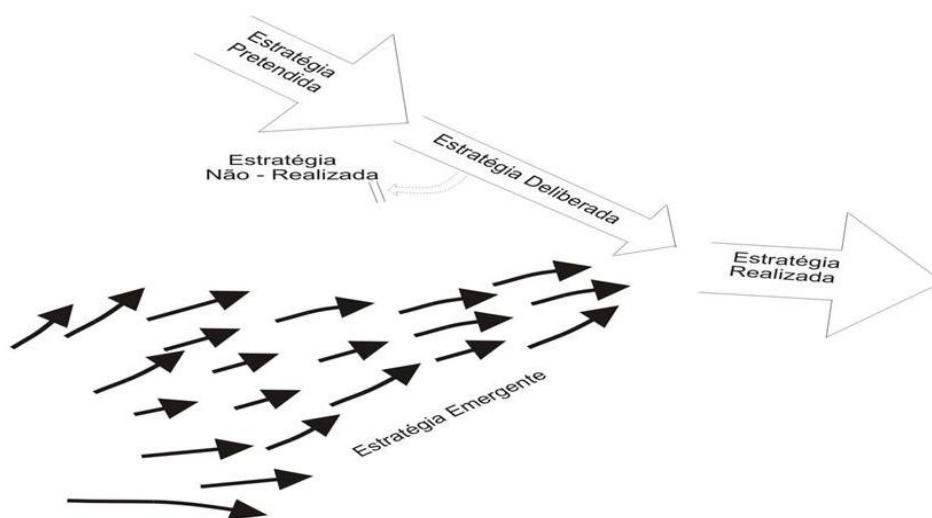 Estratégia
Pretendida
Estratégia
Não - Realizada
Estratégia Deliberada
Estratégia
Realizada
Estratégia Emergente